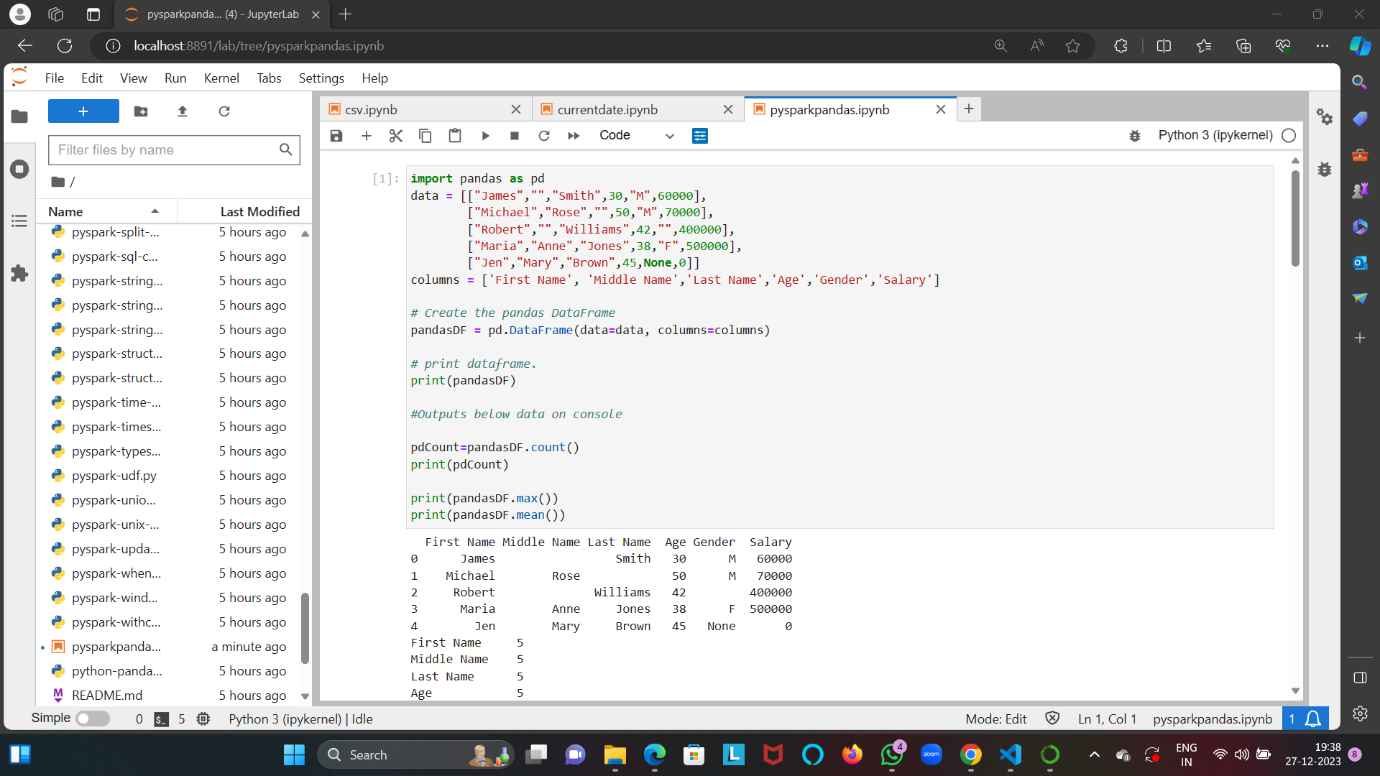 pysparkpanda... (4) - JupyterLab
localhost:8891/lab/tree/pysparkpandas.ipynb
File Edit View Run Kernel Tabs Settings Help
csv.ipynb
currentdate.ipynb
pysparkpandas.ipynb
Code
Python 3 (ipykernel)
Filter files by name
/
Name Last Modified
pyspark-split-... 5 hours ago
pyspark-sql-c... 5 hours ago
pyspark-string... 5 hours ago
pyspark-string... 5 hours ago
pyspark-string... 5 hours ago
pyspark-struct... 5 hours ago
pyspark-struct... 5 hours ago
pyspark-time-... 5 hours ago
pyspark-times... 5 hours ago
pyspark-types... 5 hours ago
pyspark-udf.py 5 hours ago
pyspark-unio... 5 hours ago
pyspark-unix-... 5 hours ago
pyspark-upda... 5 hours ago
pyspark-when... 5 hours ago
pyspark-wind... 5 hours ago
pyspark-withc... 5 hours ago
pysparkpanda... a minute ago
python-panda... 5 hours ago
README.md 5 hours ago
[1]:
import pandas as pd
data = [["James","","Smith",30,"M",60000],
["Michael","Rose","",50,"M",70000],
["Robert","","Williams",42,"",400000],
["Maria","Anne","Jones",38,"F",500000],
["Jen","Mary","Brown",45,None,0]]
columns = ['First Name', 'Middle Name','Last Name','Age','Gender','Salary']
# Create the pandas DataFrame
pandasDF = pd.DataFrame(data=data, columns=columns)
# print dataframe.
print(pandasDF)
#Outputs below data on console
pdCount=pandasDF.count()
print(pdCount)
print(pandasDF.max())
print(pandasDF.mean())
First Name Middle Name Last Name Age Gender Salary
0 James Smith 30 M 60000
1 Michael Rose 50 M 70000
2 Robert Williams 42 400000
3 Maria Anne Jones 38 F 500000
4 Jen Mary Brown 45 None 0
First Name 5
Middle Name 5
Last Name 5
Age 5
Simple 0 $_ 5 Python 3 (ipykernel) | Idle Mode: Edit Ln 1, Col 1 pysparkpandas.ipynb 1
Search
4
zoom
ENG
IN
19:38
27-12-2023
8